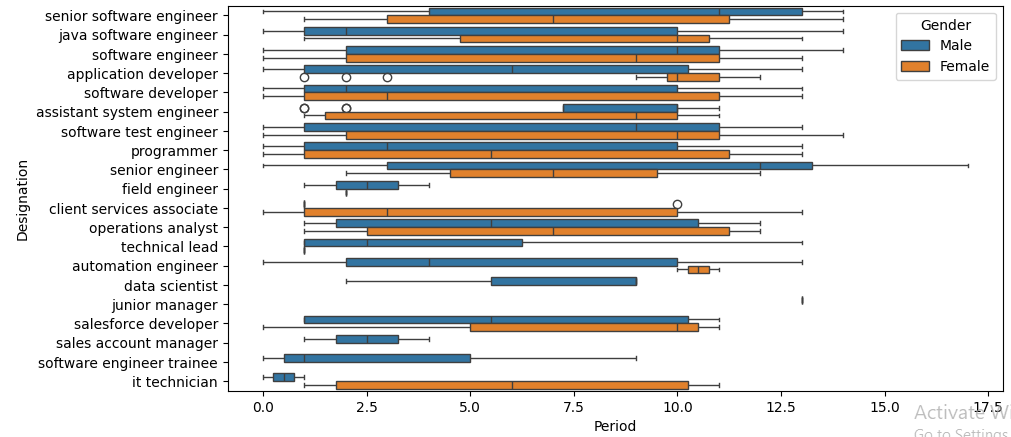 Designation
senior software engineer
java software engineer
software engineer
application developer
software developer
assistant system engineer
software test engineer
programmer
senior engineer
field engineer
client services associate
operations analyst
technical lead
automation engineer
data scientist
junior manager
salesforce developer
sales account manager
software engineer trainee
it technician
Gender
Male
Female
0.0 2.5 5.0 7.5 10.0 12.5 15.0 17.5
Period
Activate Wi
Go to Settings